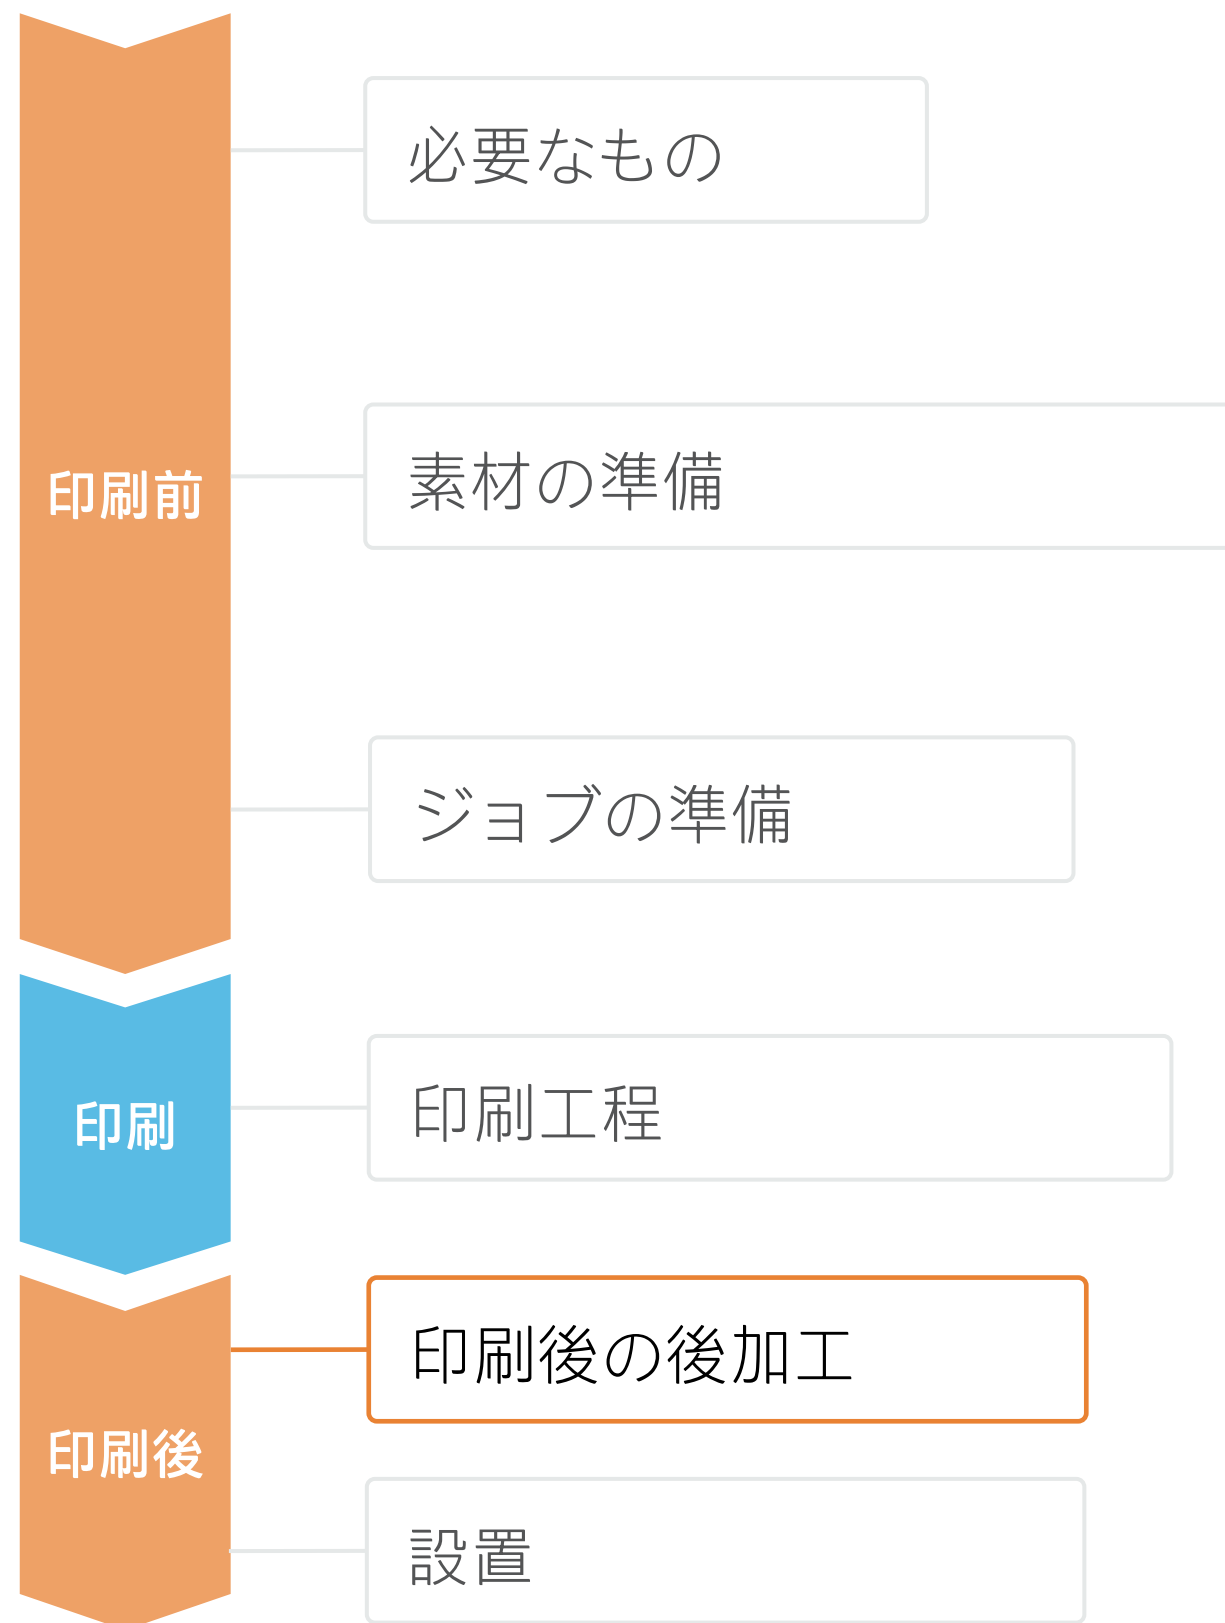 必要なもの
素材の準備
印刷前
ジョブの準備
印刷工程
印刷
印刷後の後加工
印刷後
設置